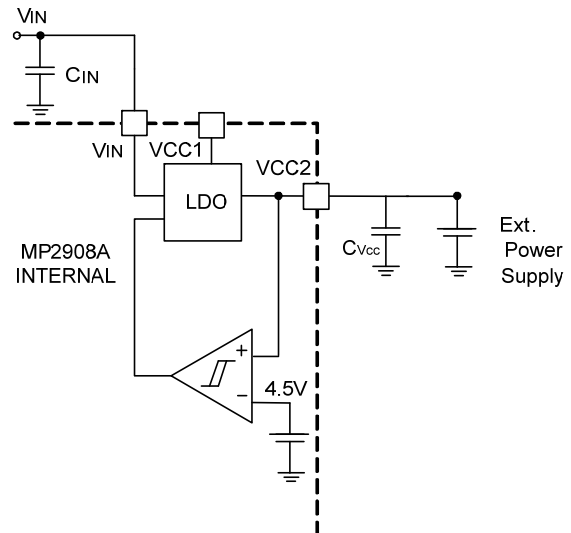 VIN
CIN
VIN
VCC1
VCC2
LDO
CVcc
Ext.
Power
Supply
MP2908A
INTERNAL
+
4.5V
−